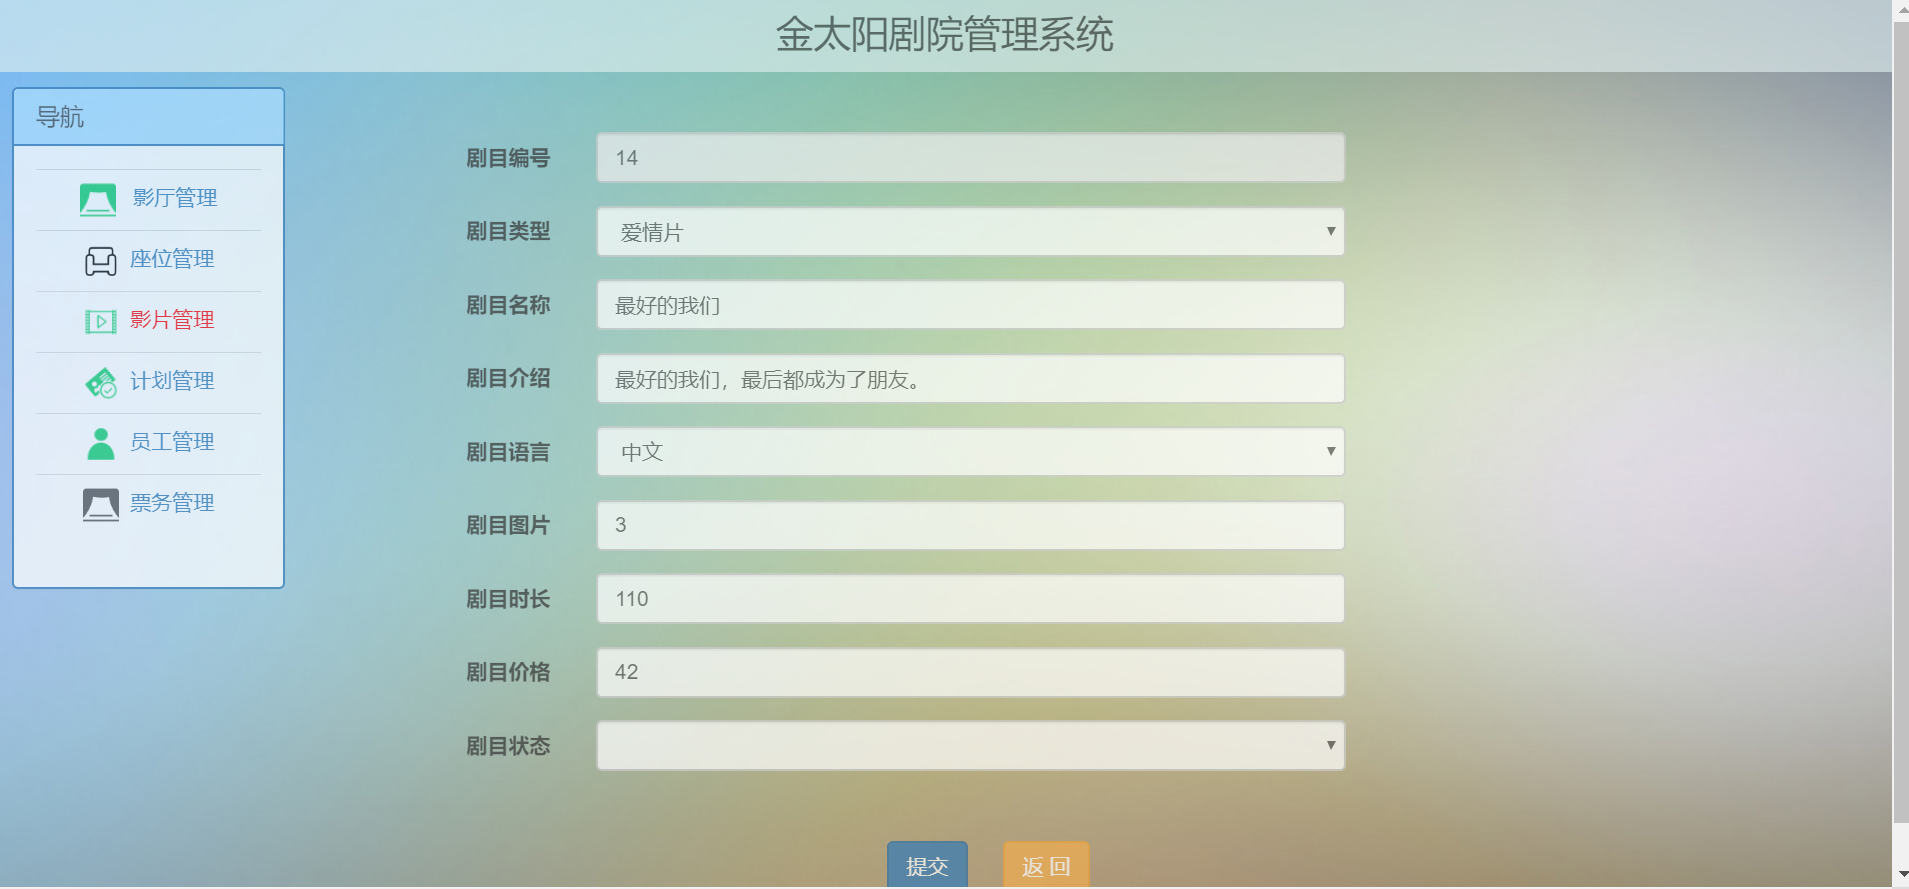 金太阳剧院管理系统
导航
影厅管理
座位管理
影片管理
计划管理
员工管理
票务管理
剧目编号 14
剧目类型 爱情片
剧目名称 最好的我们
剧目介绍 最好的我们，最后都成为了朋友。
剧目语言 中文
剧目图片 3
剧目时长 110
剧目价格 42
剧目状态
提交 返 回